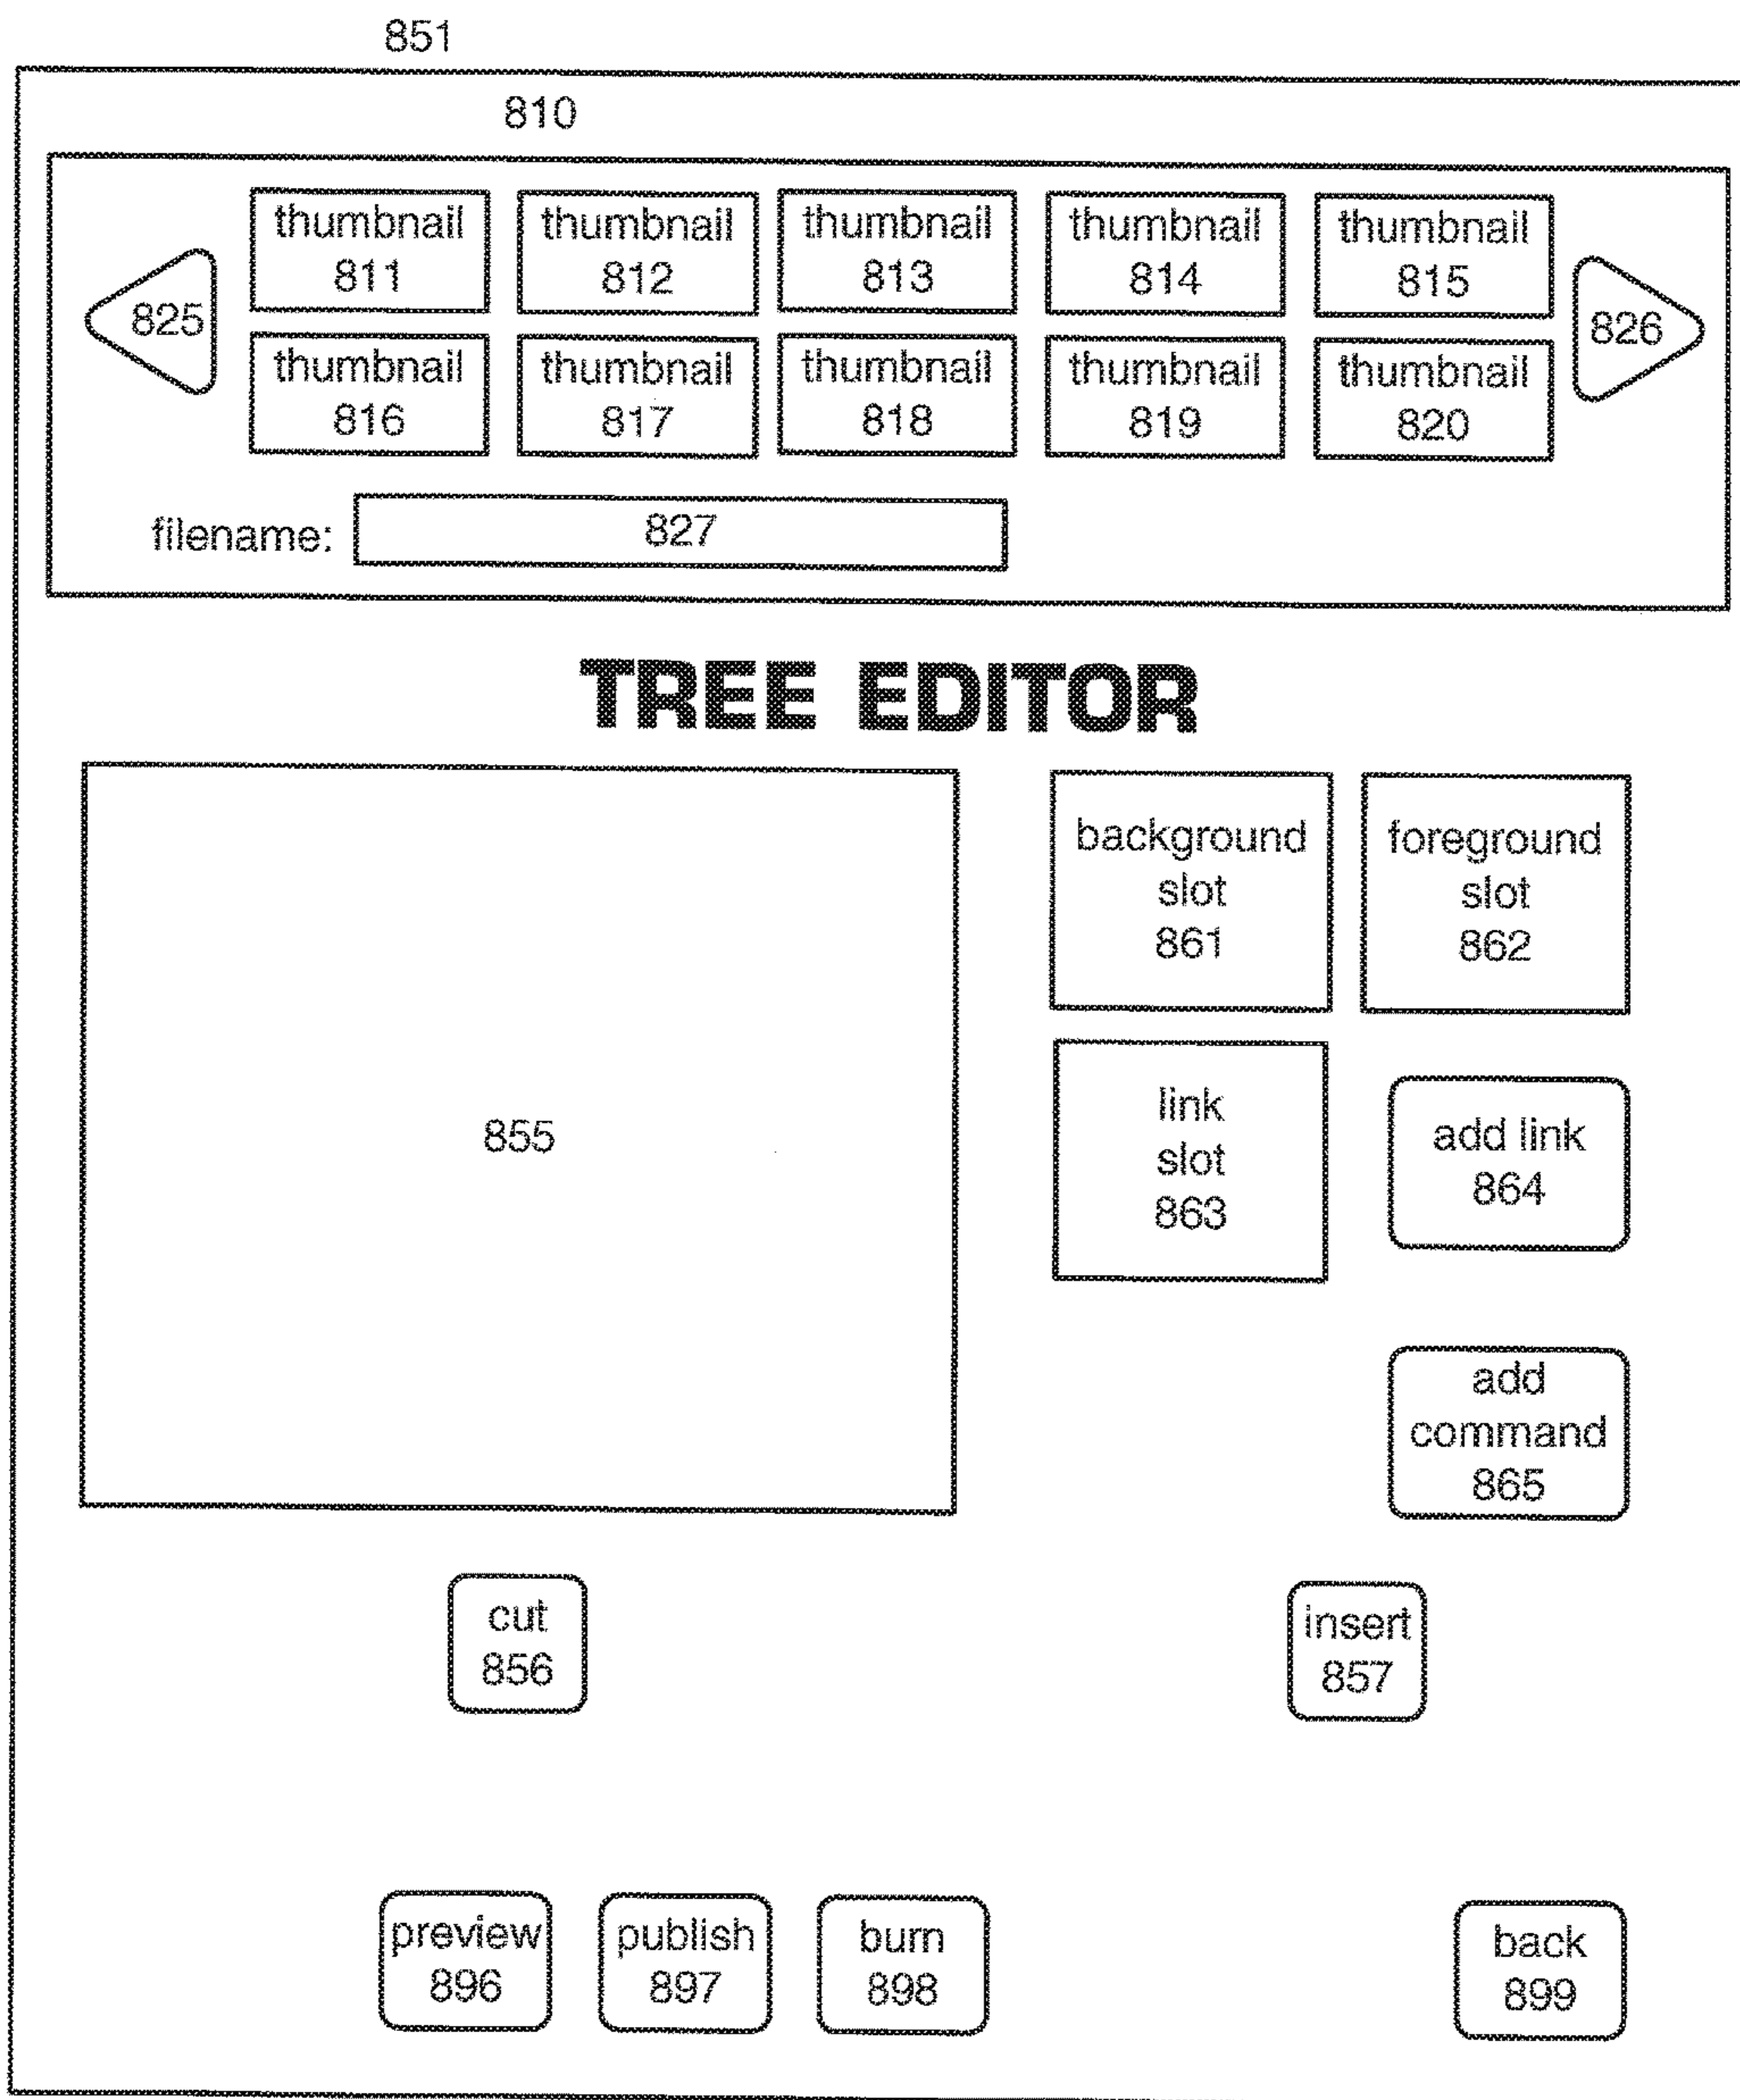 851
810
thumbnail
811
thumbnail
812
thumbnail
813
thumbnail
814
thumbnail
815
825
826
thumbnail
816
thumbnail
817
thumbnail
818
thumbnail
819
thumbnail
820
filename: 827
TREE EDITOR
855
background
slot
861
foreground
slot
862
link
slot
863
add link
864
add
command
865
cut
856
insert
857
preview
896
publish
897
burn
898
back
899